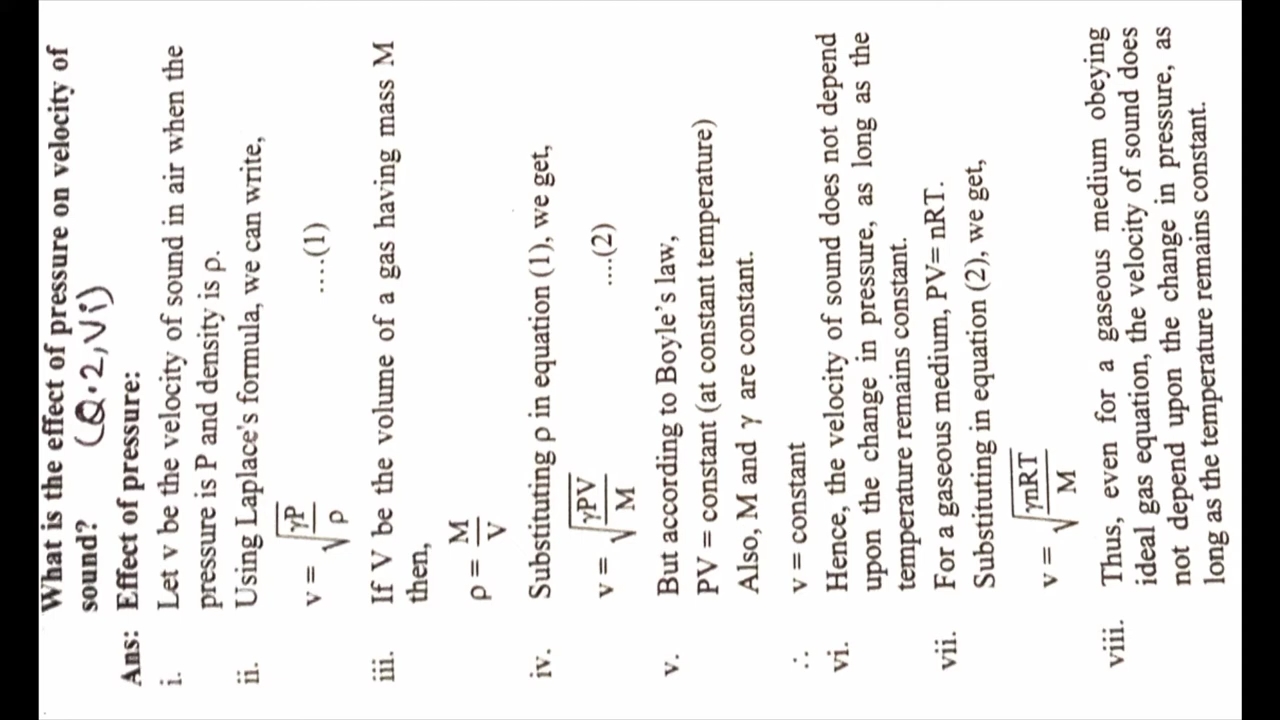 What is the effect of pressure on velocity of
sound? (Q.2,Vi)
Ans: Effect of pressure:
i. Let v be the velocity of sound in air when the
pressure is P and density is ρ.
ii. Using Laplace's formula, we can write,
v = √(γP/ρ) ....(1)
iii. If V be the volume of a gas having mass M
then,
ρ = M/V
iv. Substituting ρ in equation (1), we get,
v = √(γPV/M) ....(2)
v. But according to Boyle's law,
PV = constant (at constant temperature)
Also, M and γ are constant.
∴ v = constant
vi. Hence, the velocity of sound does not depend
upon the change in pressure, as long as the
temperature remains constant.
vii. For a gaseous medium, PV= nRT.
Substituting in equation (2), we get,
v = √(γnRT/M)
viii. Thus, even for a gaseous medium obeying
ideal gas equation, the velocity of sound does
not depend upon the change in pressure, as
long as the temperature remains constant.